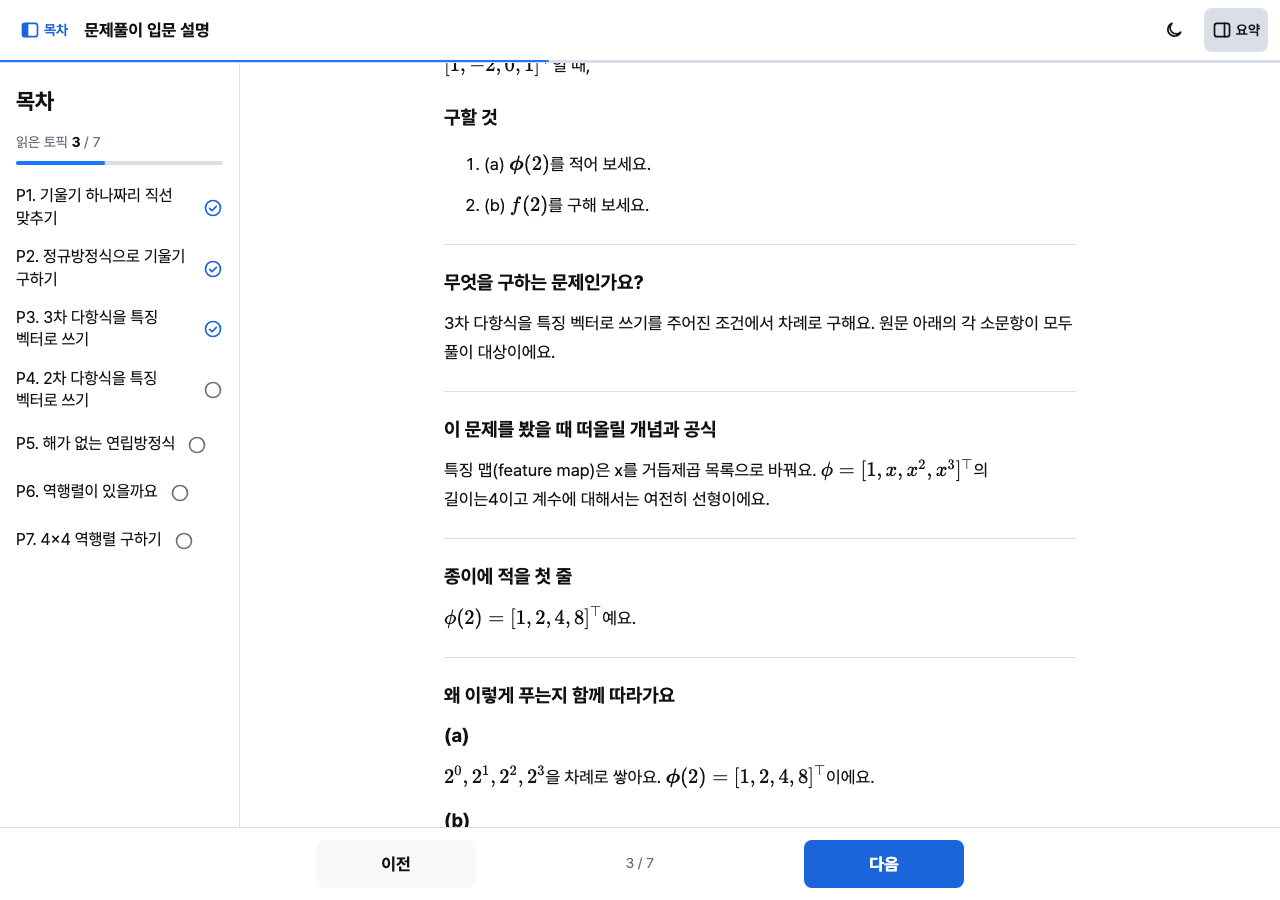 목차 문제풀이 입문 설명 요약
목차
읽은 토픽 3 / 7
P1. 기울기 하나짜리 직선
맞추기
P2. 정규방정식으로 기울기
구하기
P3. 3차 다항식을 특징
벡터로 쓰기
P4. 2차 다항식을 특징
벡터로 쓰기
P5. 해가 없는 연립방정식
P6. 역행렬이 있을까요
P7. 4×4 역행렬 구하기
[1, −2, 0, 1]⊤일 때,
구할 것
1. (a) ϕ(2)를 적어 보세요.
2. (b) f(2)를 구해 보세요.
무엇을 구하는 문제인가요?
3차 다항식을 특징 벡터로 쓰기를 주어진 조건에서 차례로 구해요. 원문 아래의 각 소문항이 모두
풀이 대상이에요.
이 문제를 봤을 때 떠올릴 개념과 공식
특징 맵(feature map)은 x를 거듭제곱 목록으로 바꿔요. ϕ = [1, x, x², x³]⊤의
길이는4이고 계수에 대해서는 여전히 선형이에요.
종이에 적을 첫 줄
ϕ(2) = [1, 2, 4, 8]⊤예요.
왜 이렇게 푸는지 함께 따라가요
(a)
2⁰, 2¹, 2², 2³을 차례로 쌓아요. ϕ(2) = [1, 2, 4, 8]⊤이에요.
(b)
이전 3 / 7 다음